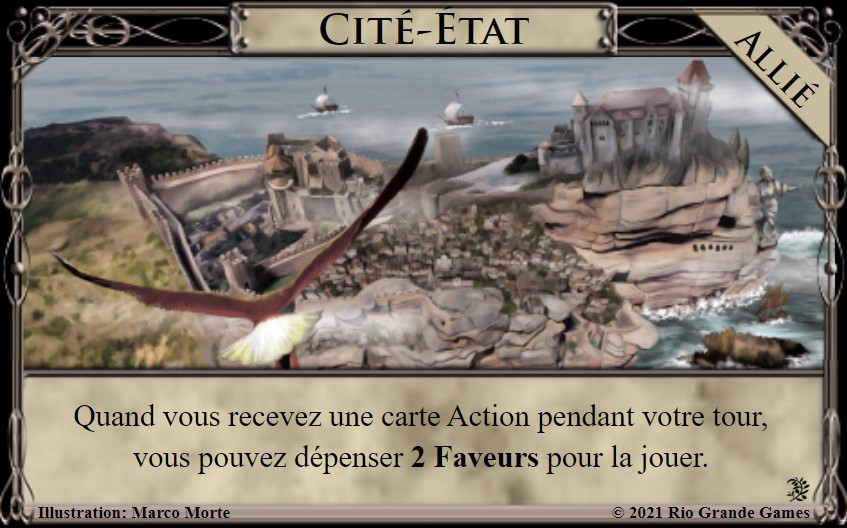 CITÉ-ÉTAT
ALLIÉ
Quand vous recevez une carte Action pendant votre tour,
vous pouvez dépenser 2 Faveurs pour la jouer.
Illustration: Marco Morte
© 2021 Rio Grande Games